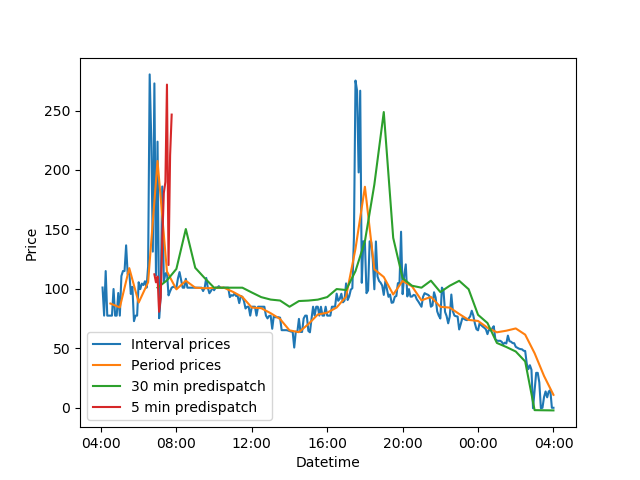 250
200
150
100
50
0
Price
Interval prices
Period prices
30 min predispatch
5 min predispatch
04:00 08:00 12:00 16:00 20:00 00:00 04:00
Datetime